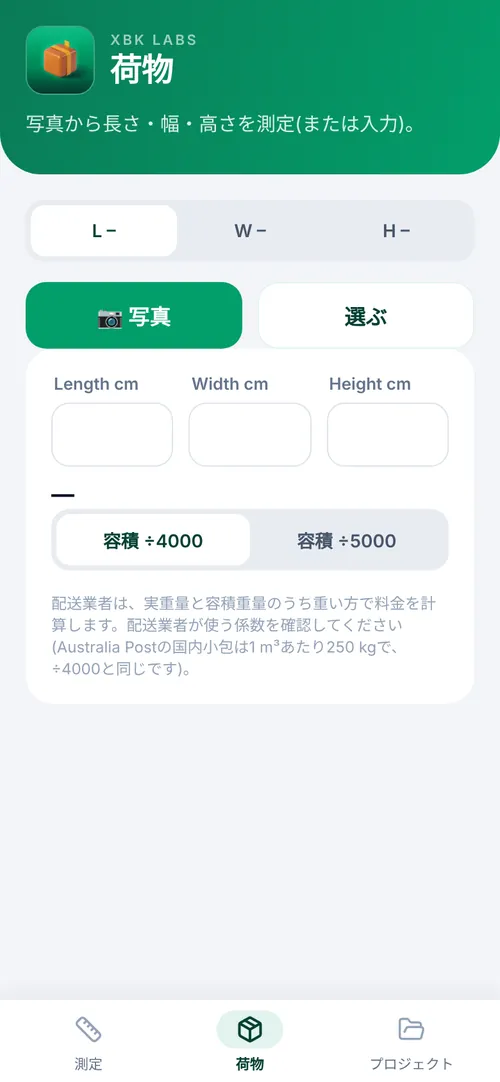 XBK LABS
荷物
写真から長さ・幅・高さを測定(または入力)。
L –
W –
H –
写真
選ぶ
Length cm
Width cm
Height cm
—
容積 ÷4000
容積 ÷5000
配送業者は、実重量と容積重量のうち重い方で料金を計
算します。配送業者が使う係数を確認してください
(Australia Postの国内小包は1 m³あたり250 kgで、
÷4000と同じです)。
測定
荷物
プロジェクト